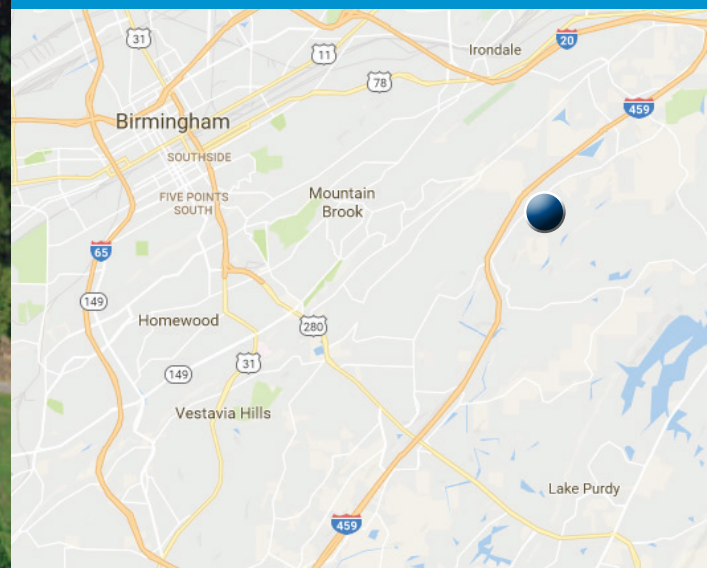 31
11
Irondale
20
78
459
Birmingham
SOUTHSIDE
FIVE POINTS
SOUTH
Mountain
Brook
65
149
Homewood
280
31
149
Vestavia Hills
Lake Purdy
459